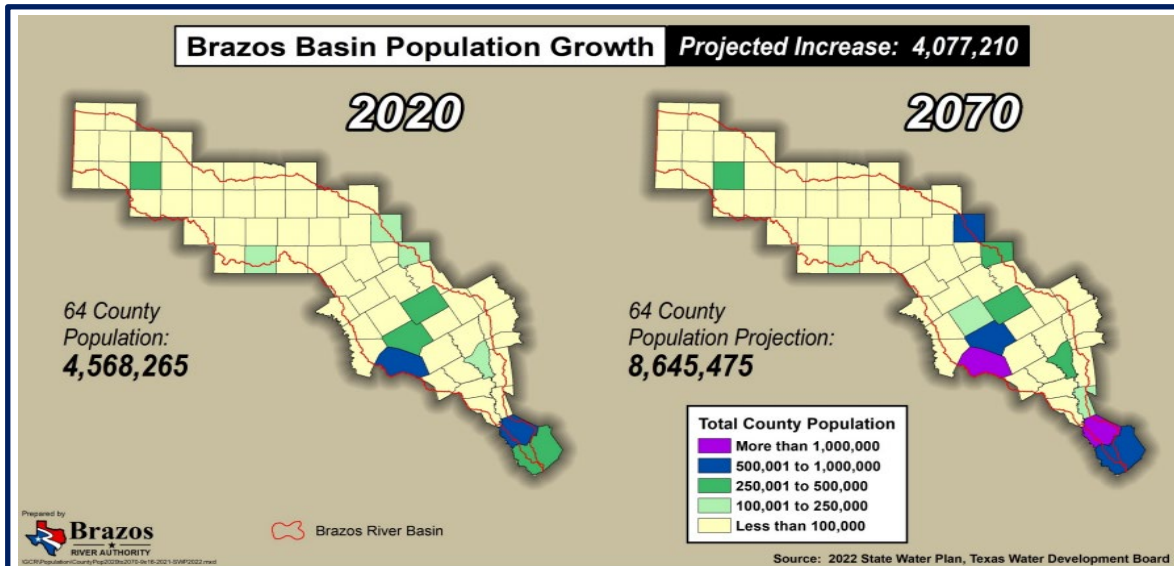 Brazos Basin Population Growth Projected Increase: 4,077,210
2020
2070
64 County
Population:
4,568,265
64 County
Population Projection:
8,645,475
Total County Population
More than 1,000,000
500,001 to 1,000,000
250,001 to 500,000
100,001 to 250,000
Less than 100,000
Prepared by
Brazos
RIVER AUTHORITY
Brazos River Basin
Source: 2022 State Water Plan, Texas Water Development Board